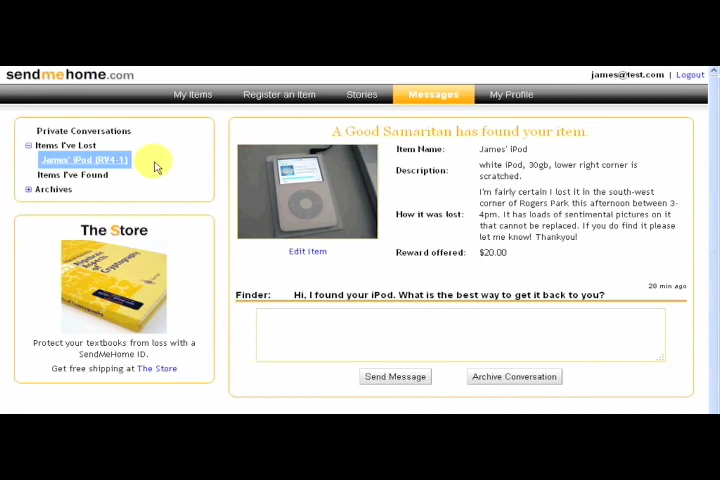 sendmehome.com
james@test.com | Logout
My Items Register an Item Stories Messages My Profile
Private Conversations
Items I've Lost
James' iPod (RV4-1)
Items I've Found
Archives
The Store
Algebraic
Aspects
of Cryptography
Protect your textbooks from loss with a
SendMeHome ID.
Get free shipping at The Store
A Good Samaritan has found your item.
Edit Item
Item Name: James' iPod
Description: white iPod, 30gb, lower right corner is
scratched.
How it was lost: I'm fairly certain I lost it in the south-west
corner of Rogers Park this afternoon between 3-
4pm. It has loads of sentimental pictures on it
that cannot be replaced. If you do find it please
let me know! Thankyou!
Reward offered: $20.00
20 min ago
Finder: Hi, I found your iPod. What is the best way to get it back to you?
Send Message Archive Conversation